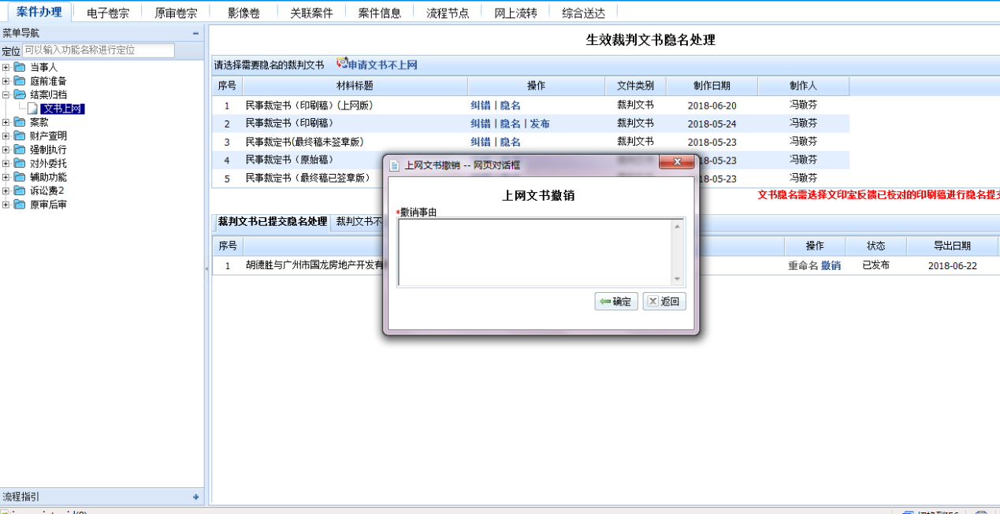 案件办理 电子卷宗 原审卷宗 影像卷 关联案件 案件信息 流程节点 网上流转 综合送达
菜单导航
定位 可以输入功能名称进行定位
当事人
庭前准备
结案归档
文书上网
案款
财产查明
强制执行
对外委托
辅助功能
诉讼费2
原审后审
流程指引
生效裁判文书隐名处理
请选择需要隐名的裁判文书 申请文书不上网
序号 材料标题 操作 文件类别 制作日期 制作人
1 民事裁定书（印刷稿）(上网版） 纠错 | 隐名 裁判文书 2018-06-20 冯敬芬
2 民事裁定书（印刷稿） 纠错 | 隐名 | 发布 裁判文书 2018-05-24 冯敬芬
3 民事裁定书(最终稿未签章版） 纠错 | 隐名 裁判文书 2018-05-23 冯敬芬
4 民事裁定书（原始稿） 18-05-23 冯敬芬
5 民事裁定书（最终稿已签章版） 18-05-23 冯敬芬
文书隐名需选择文印室反馈已校对的印刷稿进行隐名提交
裁判文书已提交隐名处理 裁判文书不
序号 操作 状态 导出日期
1 胡德胜与广州市国龙房地产开发有 重命名 撤销 已发布 2018-06-22
上网文书撤销 -- 网页对话框
上网文书撤销
*撤销事由
确定 返回